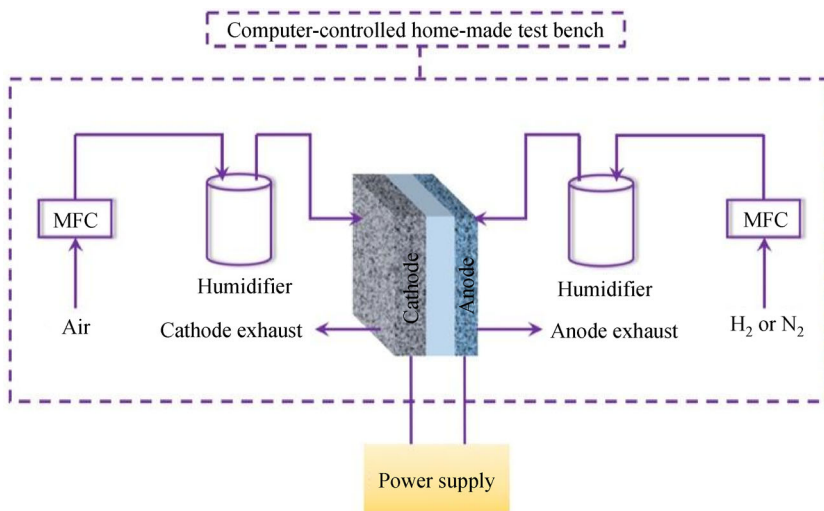 Computer-controlled home-made test bench
MFC
Humidifier
Air
Cathode exhaust
Cathode
Anode
MFC
Humidifier
Anode exhaust
H₂ or N₂
Power supply